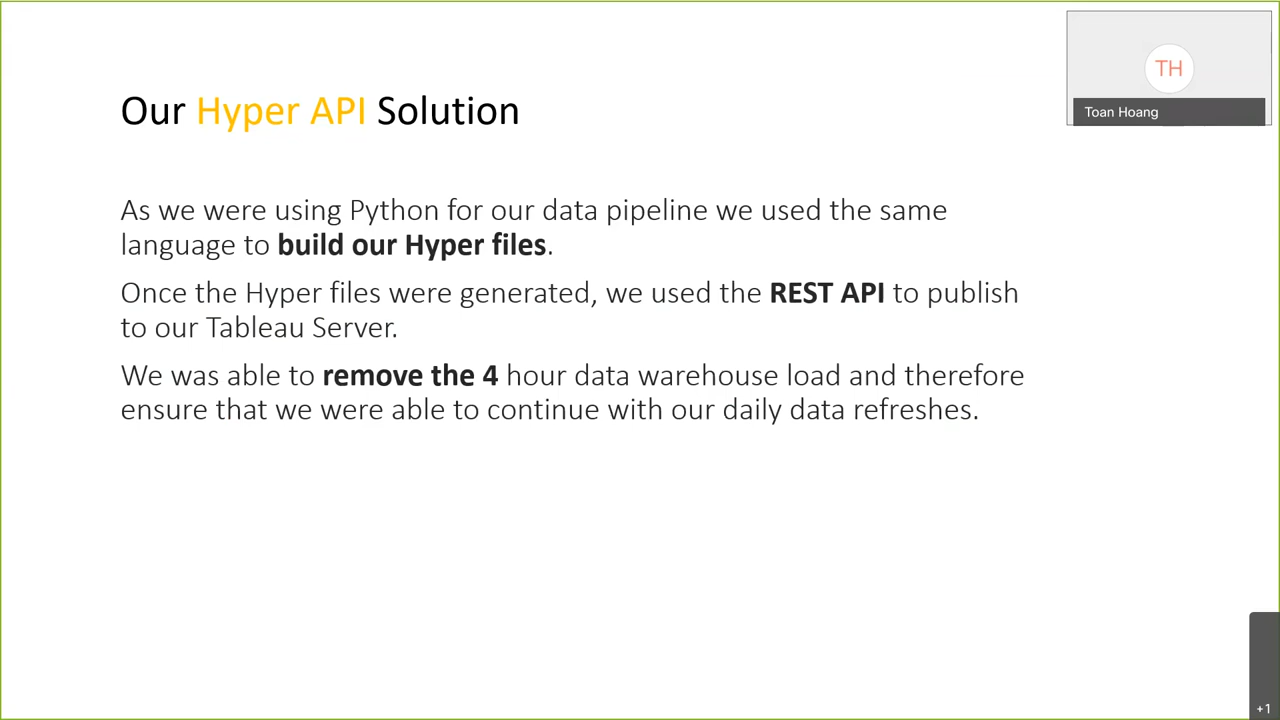 Our Hyper API Solution
TH
Toan Hoang
As we were using Python for our data pipeline we used the same
language to build our Hyper files.
Once the Hyper files were generated, we used the REST API to publish
to our Tableau Server.
We was able to remove the 4 hour data warehouse load and therefore
ensure that we were able to continue with our daily data refreshes.
+1